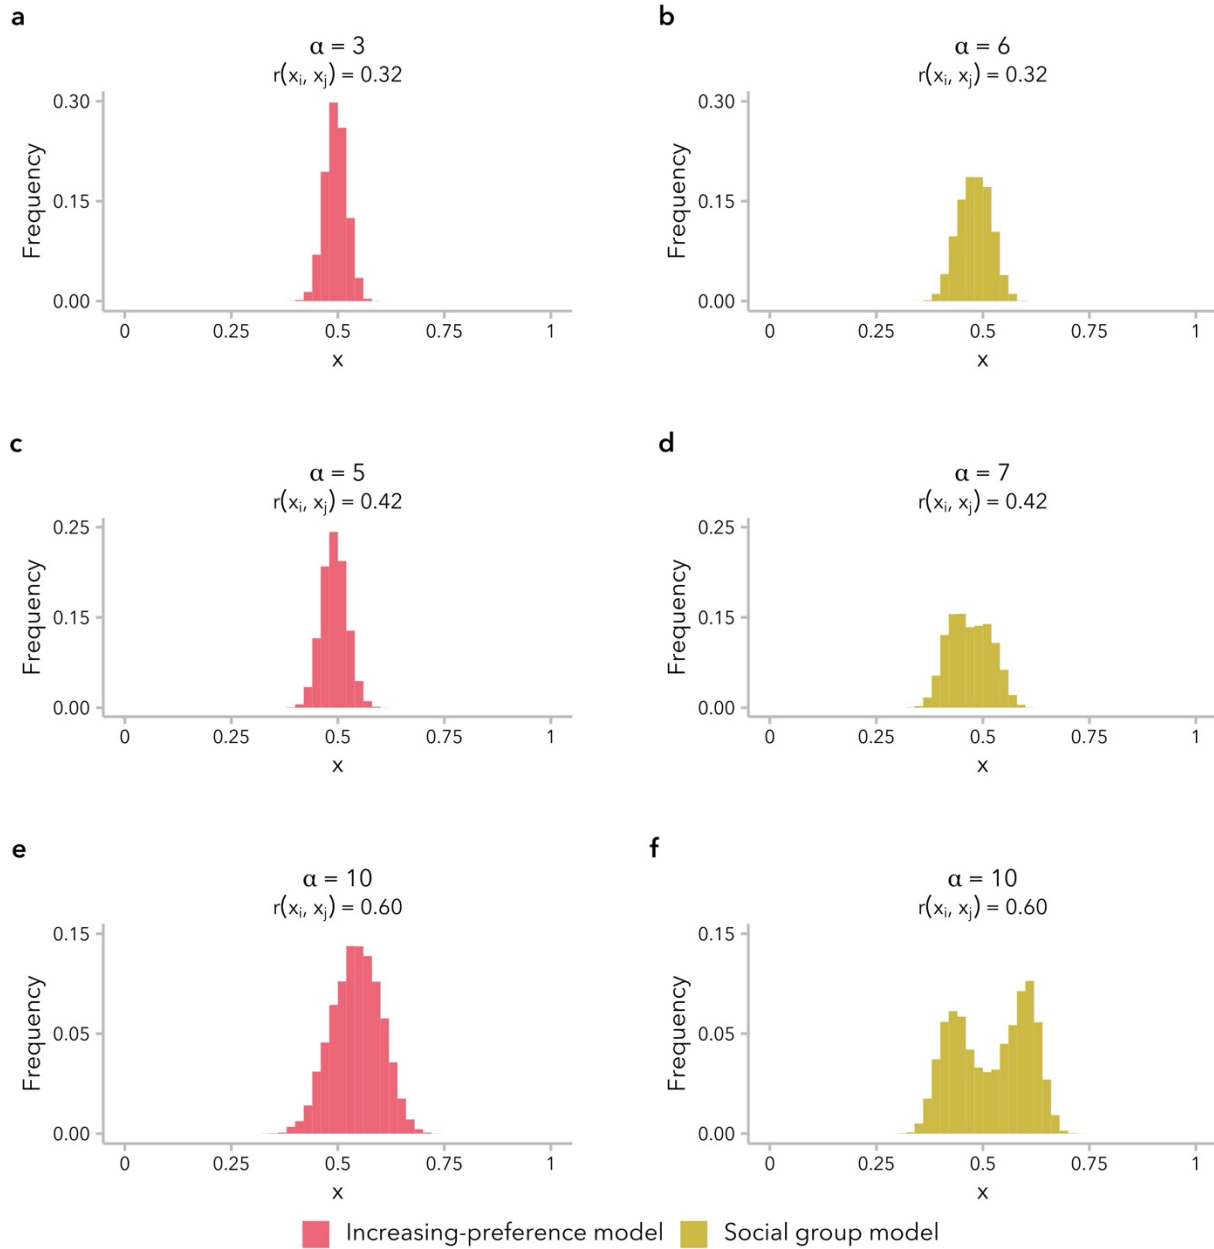 a
α = 3
r(xᵢ, xⱼ) = 0.32
0.30
0.15
0.00
Frequency
0 0.25 0.5 0.75 1
x
b
α = 6
r(xᵢ, xⱼ) = 0.32
0.30
0.15
0.00
Frequency
0 0.25 0.5 0.75 1
x
c
α = 5
r(xᵢ, xⱼ) = 0.42
0.25
0.15
0.00
Frequency
0 0.25 0.5 0.75 1
x
d
α = 7
r(xᵢ, xⱼ) = 0.42
0.25
0.15
0.00
Frequency
0 0.25 0.5 0.75 1
x
e
α = 10
r(xᵢ, xⱼ) = 0.60
0.15
0.05
0.00
Frequency
0 0.25 0.5 0.75 1
x
f
α = 10
r(xᵢ, xⱼ) = 0.60
0.15
0.05
0.00
Frequency
0 0.25 0.5 0.75 1
x
Increasing-preference model Social group model